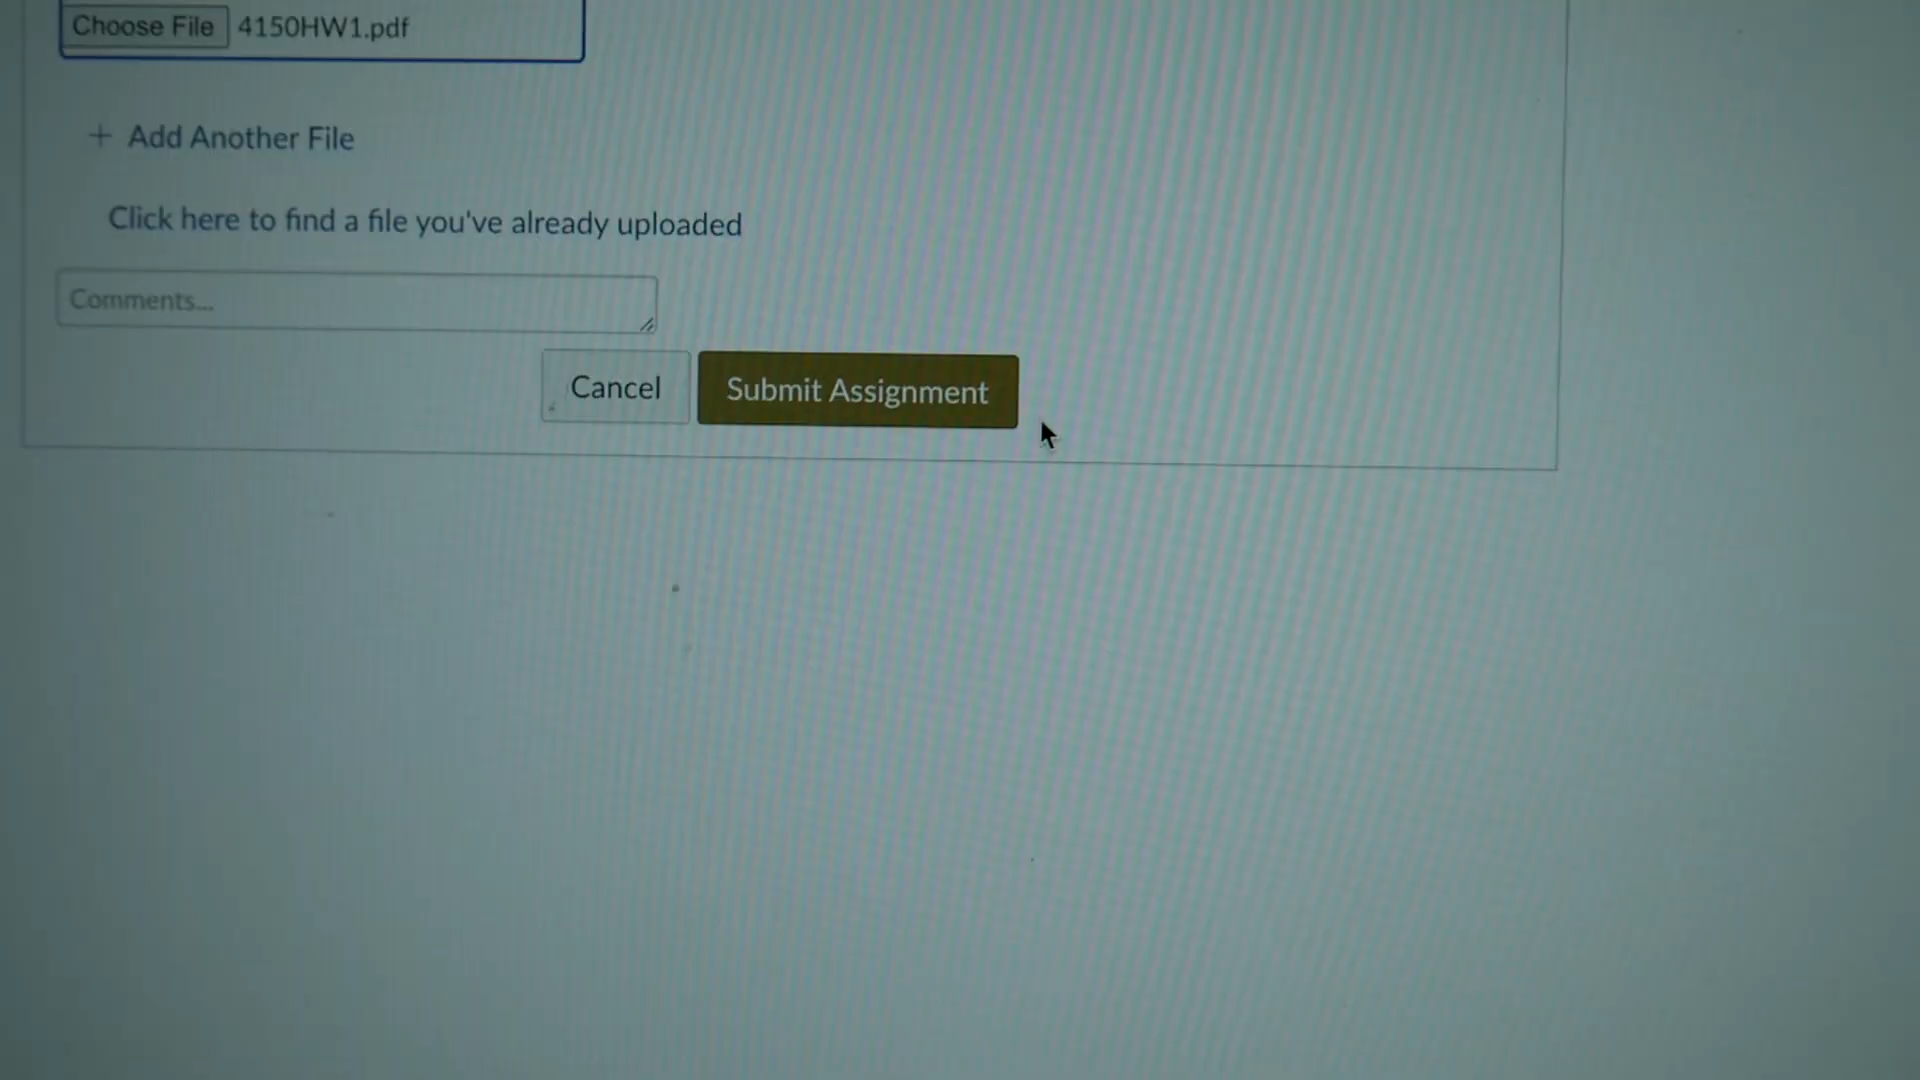 Choose File 4150HW1.pdf
+ Add Another File
Click here to find a file you've already uploaded
Comments...
Cancel Submit Assignment